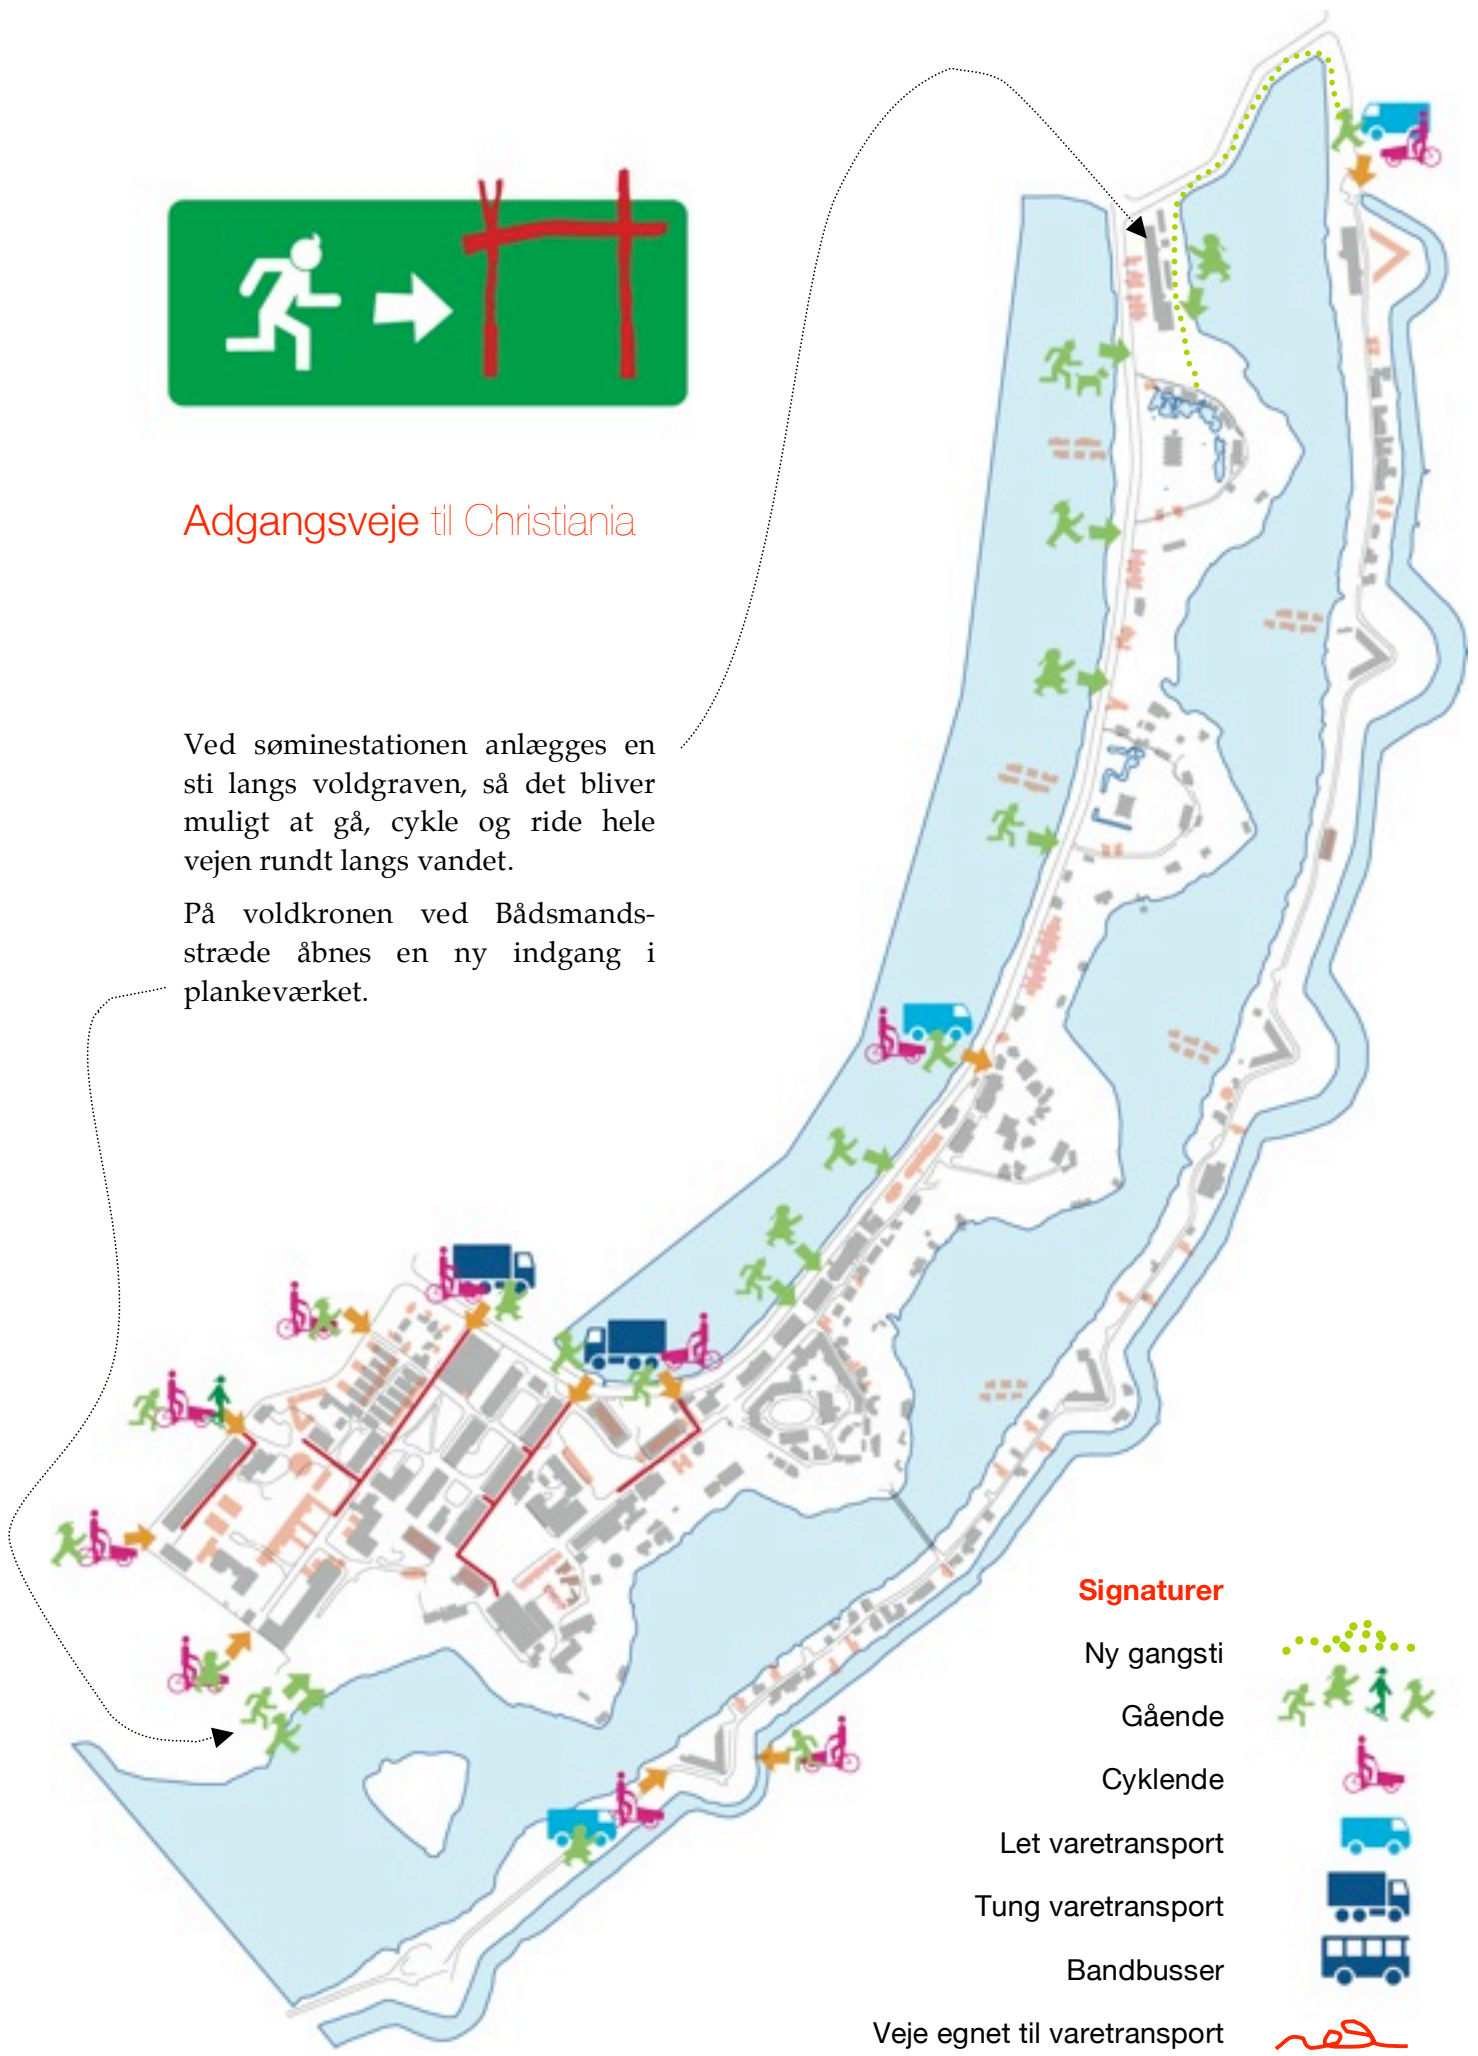 Adgangsveje til Christiania
Ved søminestationen anlægges en
sti langs voldgraven, så det bliver
muligt at gå, cykle og ride hele
vejen rundt langs vandet.
På voldkronen ved Bådsmands-
stræde åbnes en ny indgang i
plankeværket.
Signaturer
Ny gangsti
Gående
Cyklende
Let varetransport
Tung varetransport
Bandbusser
Veje egnet til varetransport